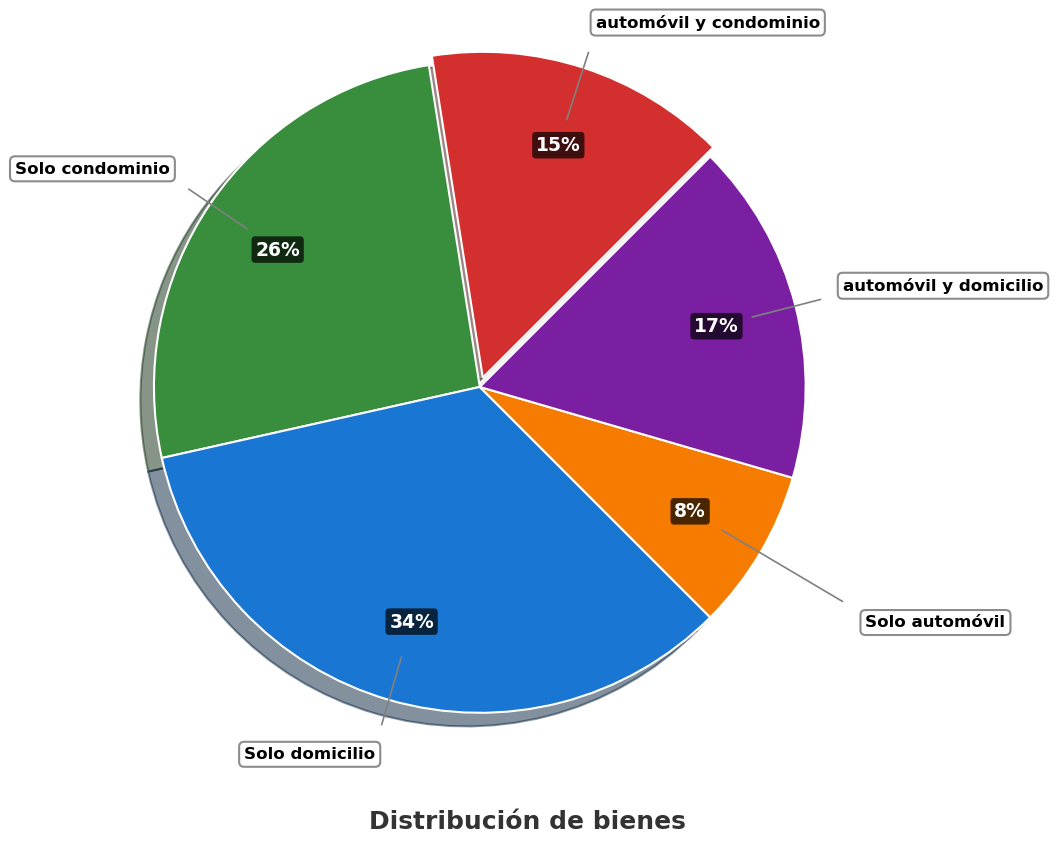 automóvil y condominio
15%
Solo condominio
26%
automóvil y domicilio
17%
8%
Solo automóvil
34%
Solo domicilio
Distribución de bienes